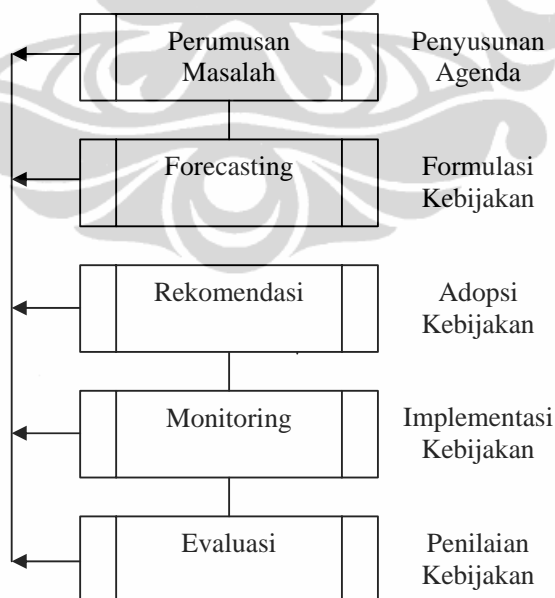 Perumusan
Masalah
Penyusunan
Agenda
Forecasting
Formulasi
Kebijakan
Rekomendasi
Adopsi
Kebijakan
Monitoring
Implementasi
Kebijakan
Evaluasi
Penilaian
Kebijakan